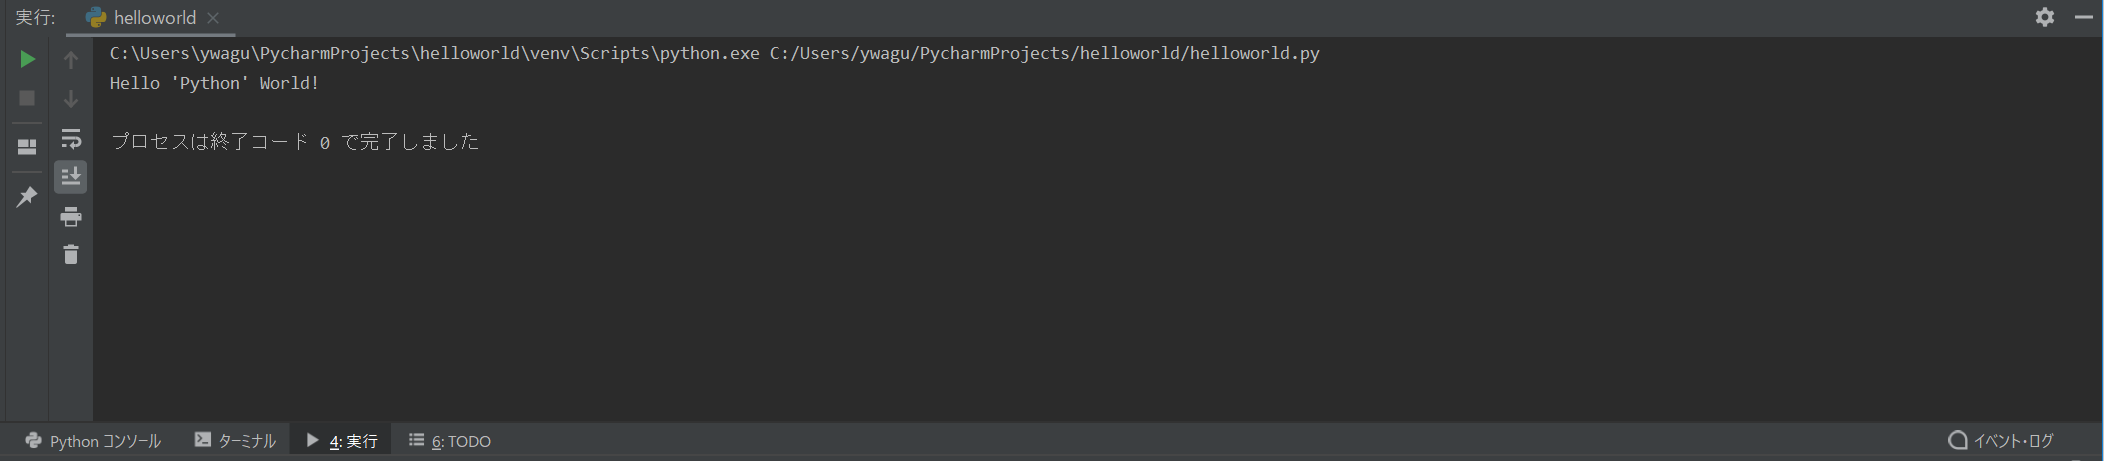 実行: helloworld
C:\Users\ywagu\PycharmProjects\helloworld\venv\Scripts\python.exe C:/Users/ywagu/PycharmProjects/helloworld/helloworld.py
Hello 'Python' World!
プロセスは終了コード 0 で完了しました
Python コンソール ターミナル 4: 実行 6: TODO イベント・ログ